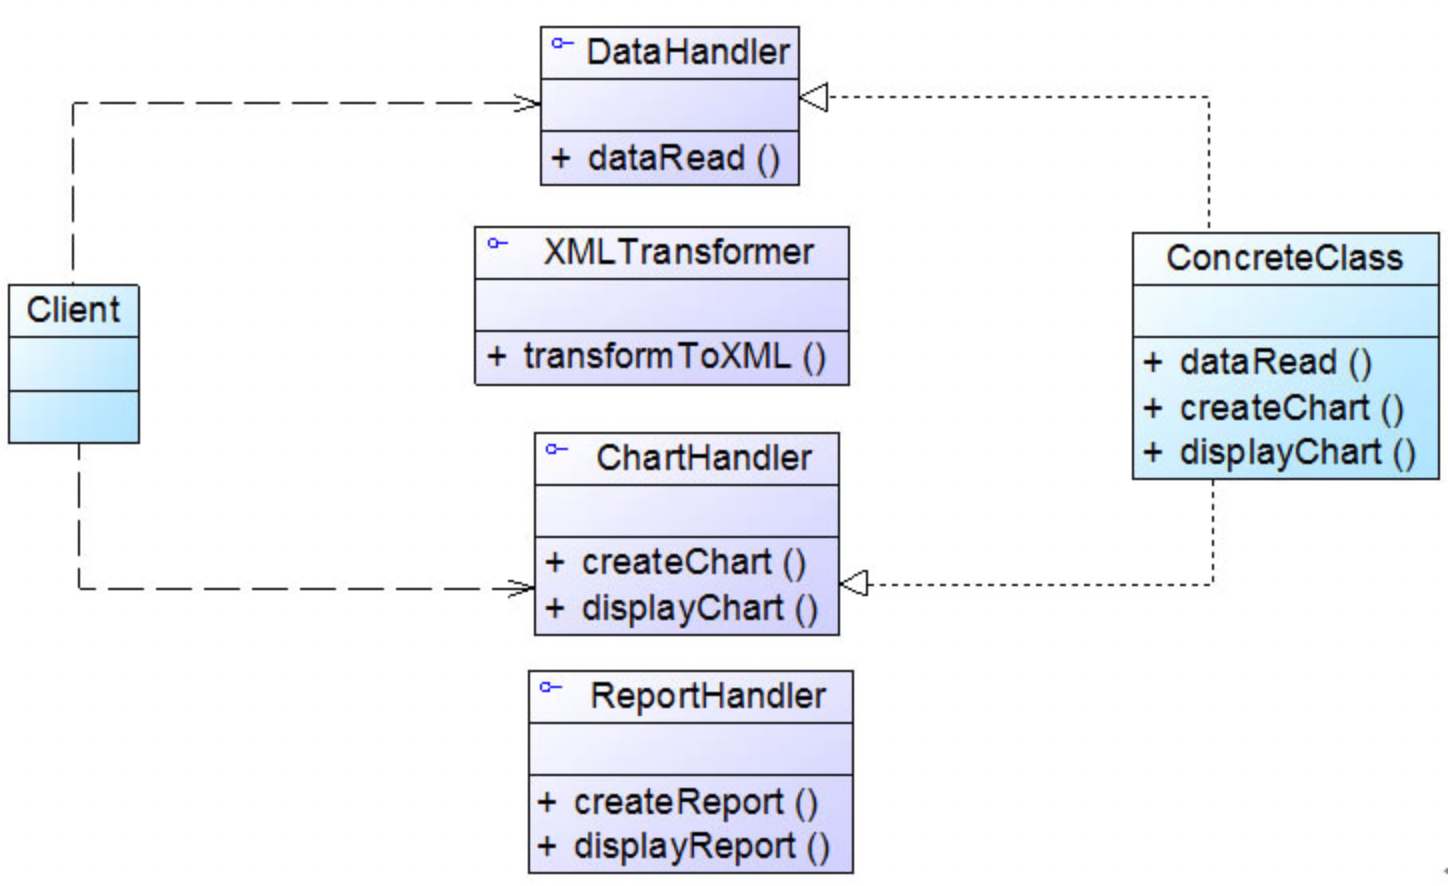 DataHandler
+ dataRead ()
XMLTransformer
+ transformToXML ()
Client
ConcreteClass
+ dataRead ()
+ createChart ()
+ displayChart ()
ChartHandler
+ createChart ()
+ displayChart ()
ReportHandler
+ createReport ()
+ displayReport ()